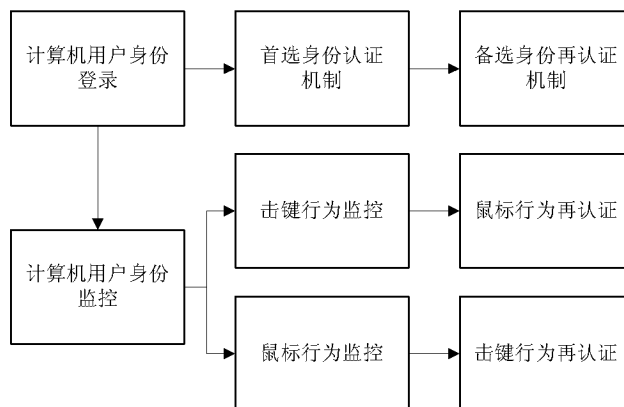 计算机用户身份
登录
首选身份认证
机制
备选身份再认证
机制
击键行为监控
鼠标行为再认证
计算机用户身份
监控
鼠标行为监控
击键行为再认证